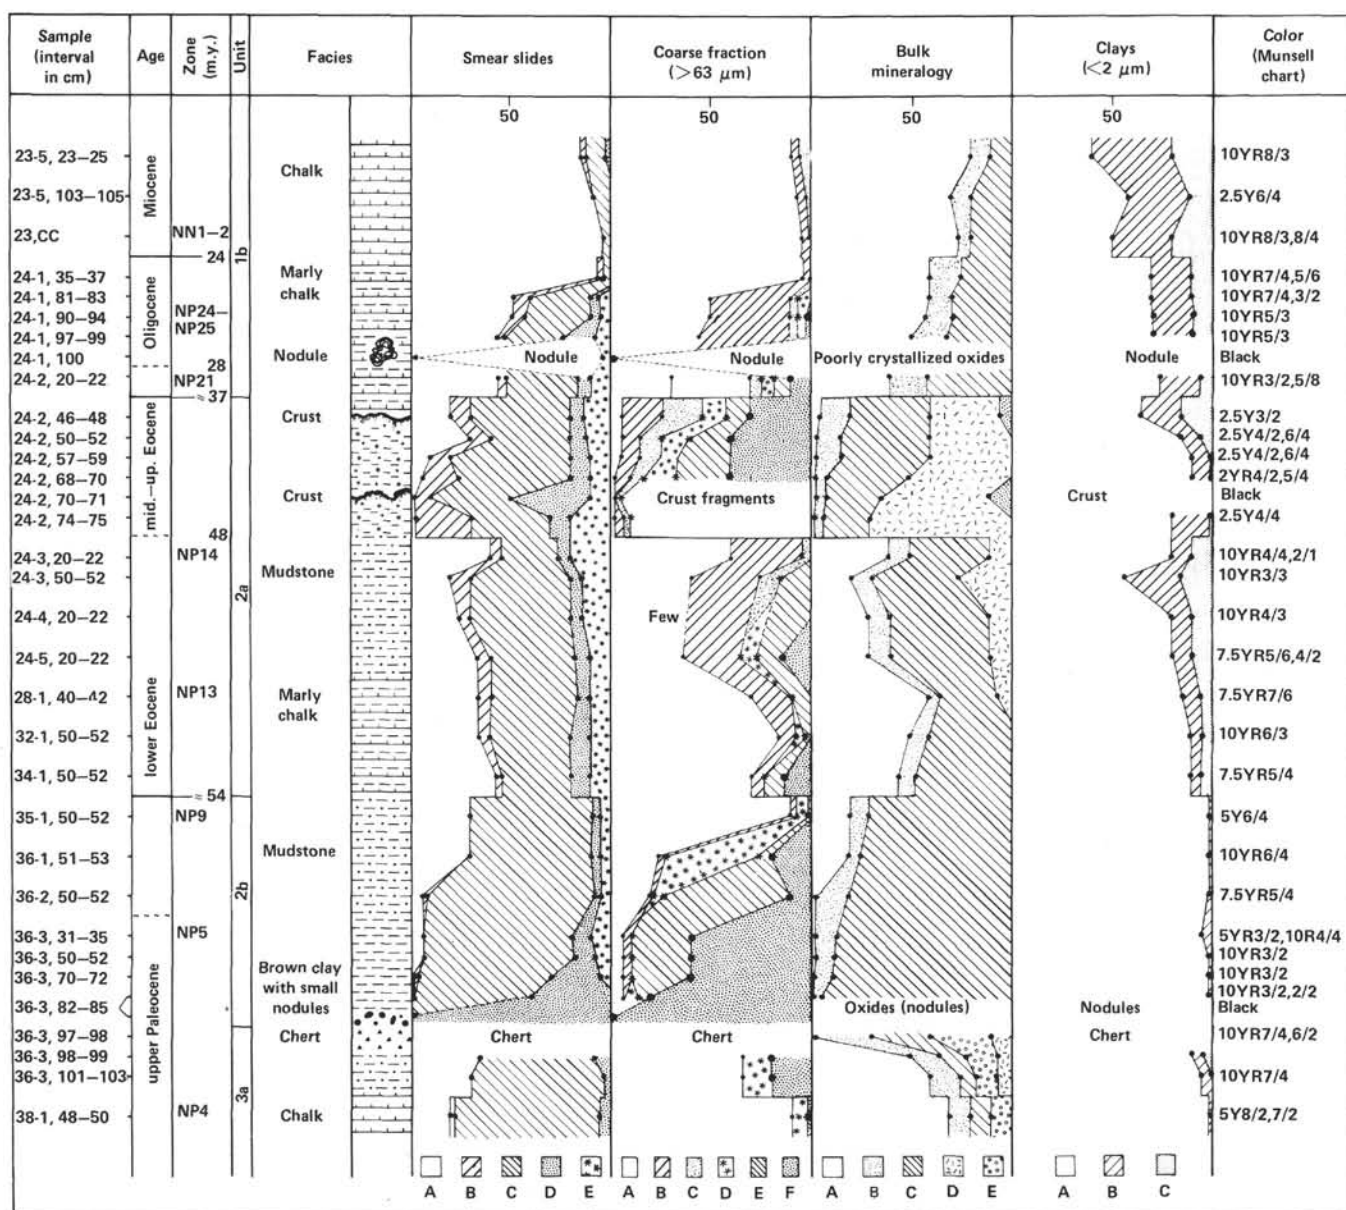 Sample (interval in cm) Age Zone (m.y.) Unit Facies Smear slides Coarse fraction (>63 μm) Bulk mineralogy Clays (<2 μm) Color (Munsell chart)
50 50 50 50
23-5, 23–25 Chalk 10YR8/3
Miocene
23-5, 103–105 2.5Y6/4
23,CC NN1–2 10YR8/3,8/4
24
1b
24-1, 35–37 Marly 10YR7/4,5/6
24-1, 81–83 chalk 10YR7/4,3/2
Oligocene
24-1, 90–94 NP24– 10YR5/3
24-1, 97–99 NP25 10YR5/3
24-1, 100 Nodule Nodule Nodule Poorly crystallized oxides Nodule Black
28
24-2, 20–22 NP21 10YR3/2,5/8
37
24-2, 46–48 Crust 2.5Y3/2
24-2, 50–52 2.5Y4/2,6/4
mid.–up. Eocene
24-2, 57–59 2.5Y4/2,6/4
24-2, 68–70 2YR4/2,5/4
24-2, 70–71 Crust Crust fragments Crust Black
24-2, 74–75 2.5Y4/4
48
24-3,20–22 NP14 10YR4/4,2/1
24-3, 50–52 Mudstone 10YR3/3
2a
24-4, 20–22 Few 10YR4/3
24-5, 20–22 7.5YR5/6,4/2
28-1, 40–42 NP13 Marly 7.5YR7/6
lower Eocene
chalk
32-1, 50–52 10YR6/3
34-1, 50–52 7.5YR5/4
54
35-1, 50–52 NP9 5Y6/4
36-1, 51–53 Mudstone 10YR6/4
2b
36-2, 50–52 7.5YR5/4
36-3, 31–35 NP5 5YR3/2,10R4/4
36-3, 50–52 10YR3/2
upper Paleocene
36-3, 70–72 Brown clay 10YR3/2
with small 10YR3/2,2/2
36-3, 82–85 nodules Oxides (nodules) Nodules Black
36-3, 97–98 Chert Chert Chert Chert 10YR7/4,6/2
36-3, 98–99
36-3, 101–103 10YR7/4
3a
38-1, 48–50 NP4 Chalk 5Y8/2,7/2
A B C D E A B C D E F A B C D E A B C